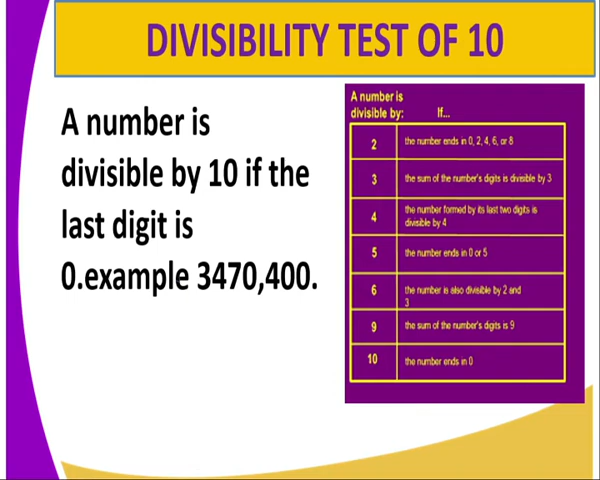 DIVISIBILITY TEST OF 10
A number is
divisible by 10 if the
last digit is
0.example 3470,400.
A number is
divisible by: If...
2 the number ends in 0, 2, 4, 6, or 8
3 the sum of the number's digits is divisible by 3
4 the number formed by its last two digits is
divisible by 4
5 the number ends in 0 or 5
6 the number is also divisible by 2 and
3
9 the sum of the number's digits is 9
10 the number ends in 0